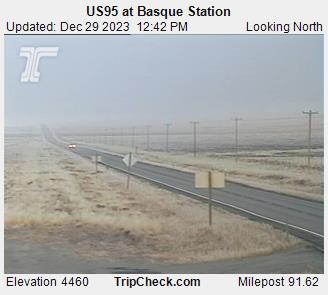 US95 at Basque Station
Updated: Dec 29 2023 12:42 PM Looking North
Elevation 4460 TripCheck.com Milepost 91.62